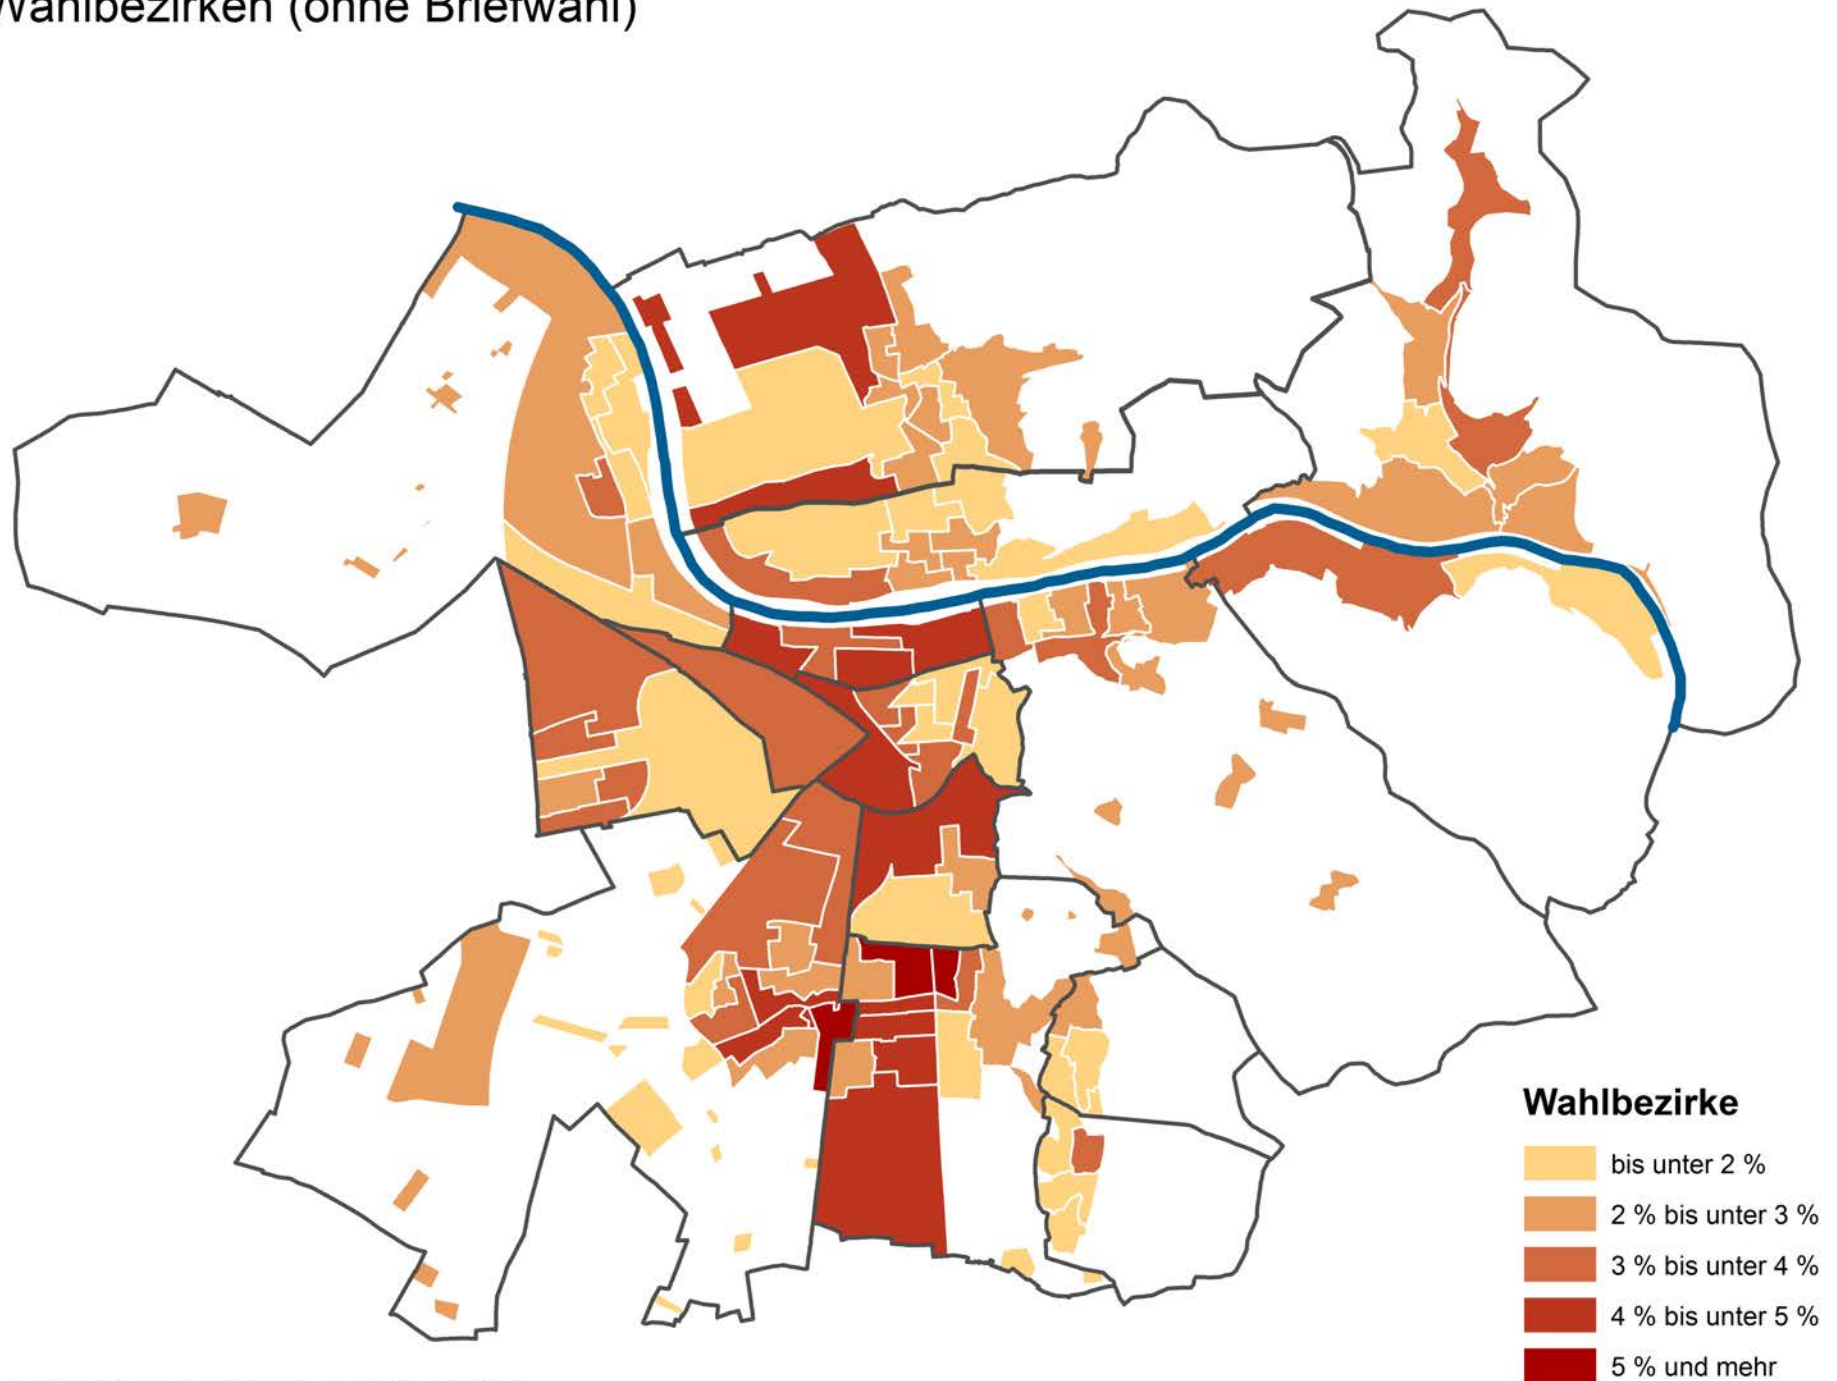 Wahlbezirken (ohne Briefwahl)
Wahlbezirke
bis unter 2 %
2 % bis unter 3 %
3 % bis unter 4 %
4 % bis unter 5 %
5 % und mehr